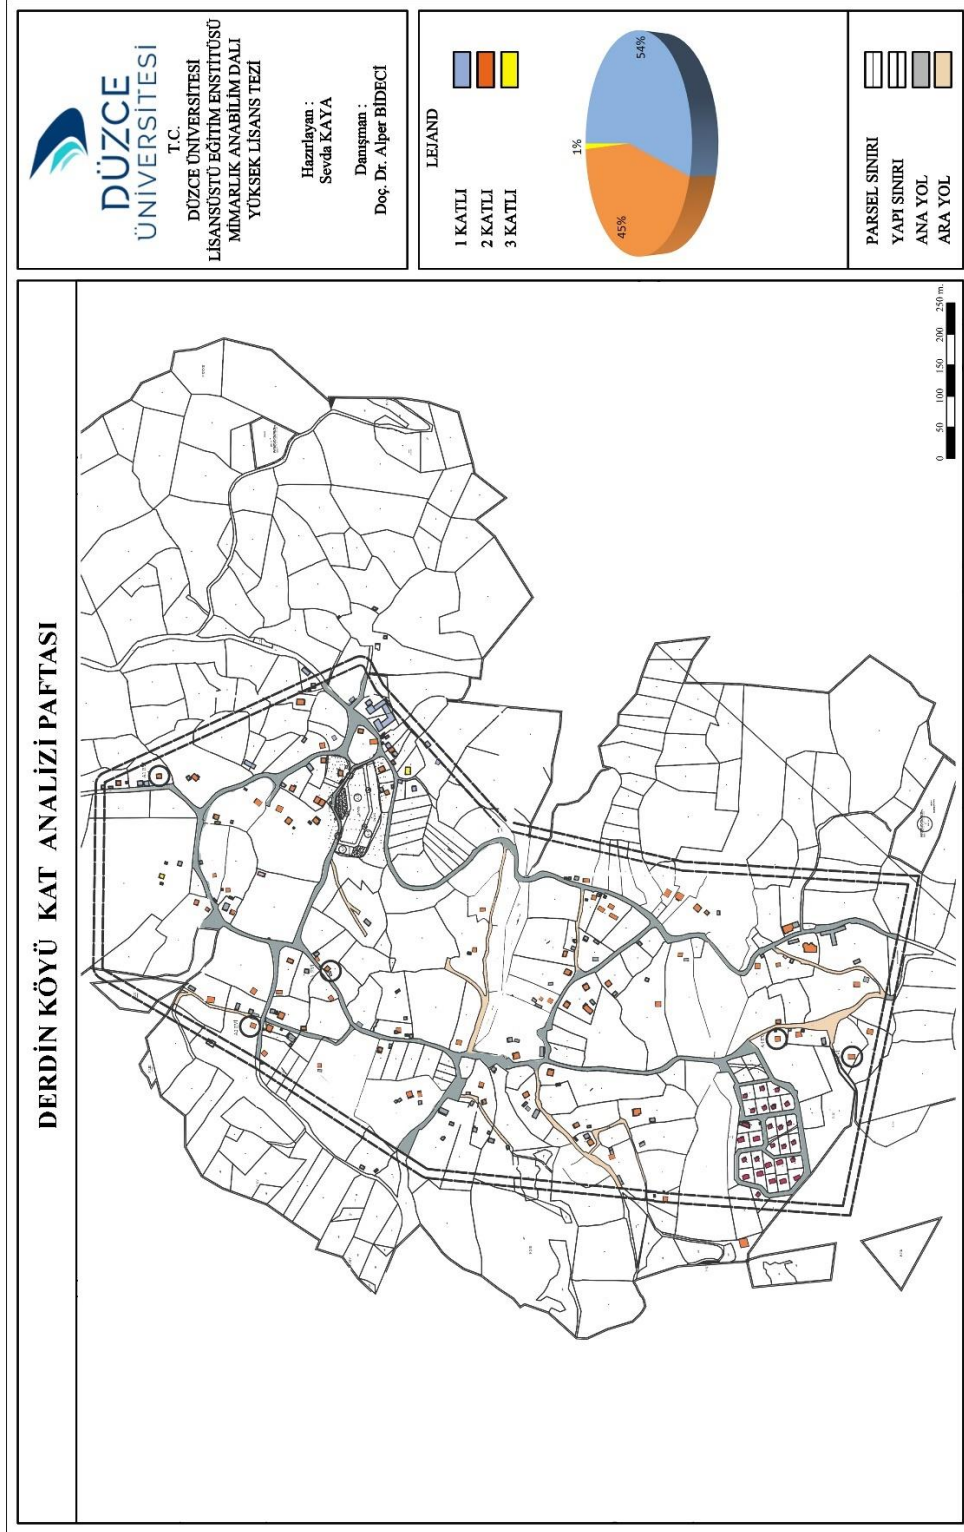 DERDİN KÖYÜ KAT ANALİZİ PAFTASI
DÜZCE
ÜNİVERSİTESİ
T.C.
DÜZCE ÜNİVERSİTESİ
LİSANSÜSTÜ EĞİTİM ENSTİTÜSÜ
MİMARLIK ANABİLİM DALI
YÜKSEK LİSANS TEZİ
Hazırlayan :
Sevda KAYA
Danışman :
Doç. Dr. Alper BİDECİ
LEJAND
1 KATLI
2 KATLI
3 KATLI
1%
45%
54%
PARSEL SINIRI
YAPI SINIRI
ANA YOL
ARA YOL
0 50 100 150 200 250 m.